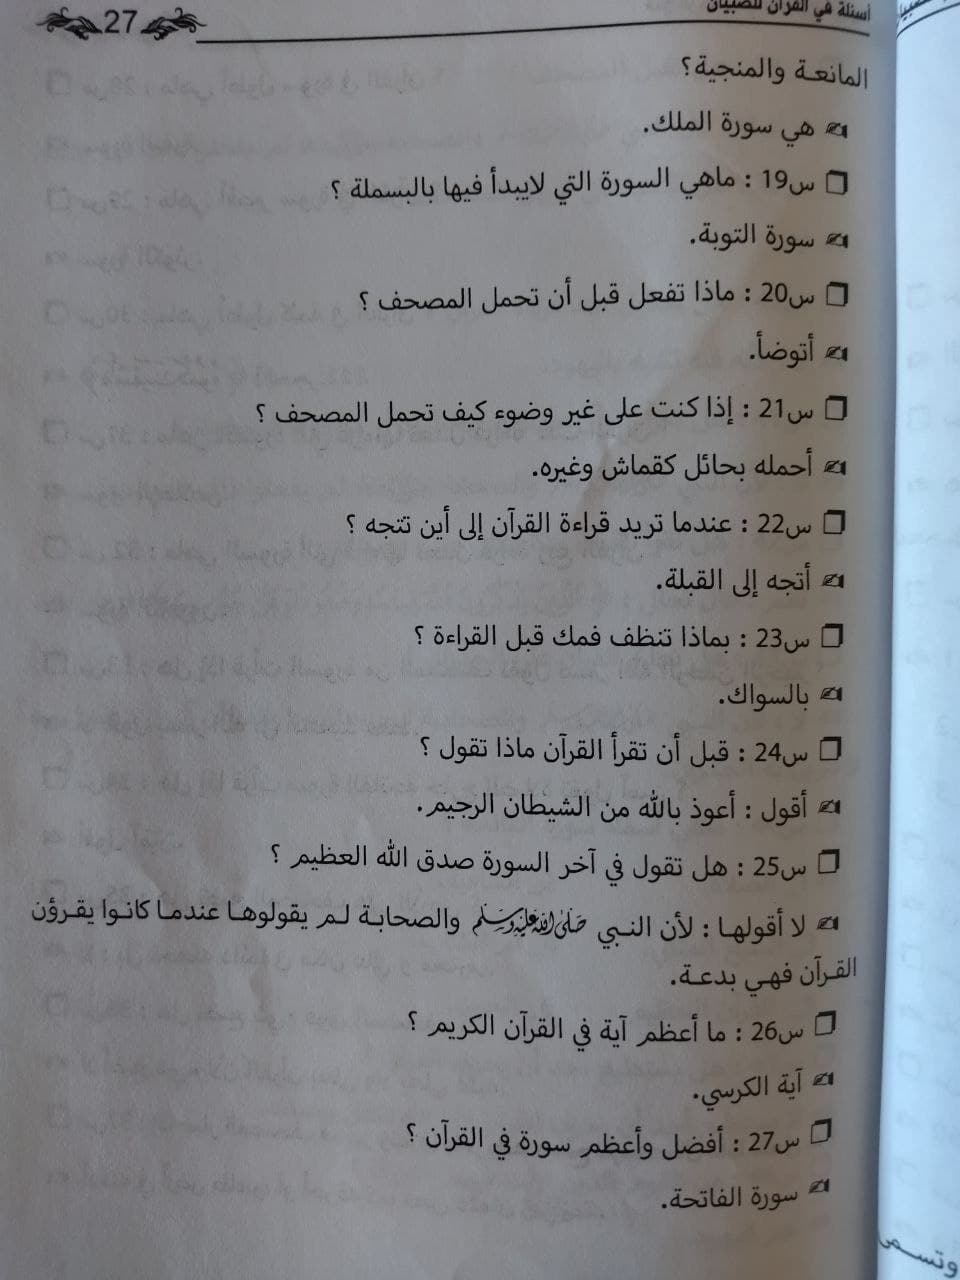 أسئلة في القرآن للصبيان
27
المانعة والمنجية؟
هي سورة الملك.
س19 : ماهي السورة التي لايبدأ فيها بالبسملة ؟
سورة التوبة.
س20 : ماذا تفعل قبل أن تحمل المصحف ؟
أتوضأ.
س21 : إذا كنت على غير وضوء كيف تحمل المصحف ؟
أحمله بحائل كقماش وغيره.
س22 : عندما تريد قراءة القرآن إلى أين تتجه ؟
أتجه إلى القبلة.
س23 : بماذا تنظف فمك قبل القراءة ؟
بالسواك.
س24 : قبل أن تقرأ القرآن ماذا تقول ؟
أقول : أعوذ بالله من الشيطان الرجيم.
س25 : هل تقول في آخر السورة صدق الله العظيم ؟
لا أقولها : لأن النبي صَلَّى اللهُ عَلَيْهِ وَسَلَّم والصحابة لم يقولوها عندما كانوا يقرؤن
القرآن فهي بدعة.
س26 : ما أعظم آية في القرآن الكريم ؟
آية الكرسي.
س27 : أفضل وأعظم سورة في القرآن ؟
سورة الفاتحة.